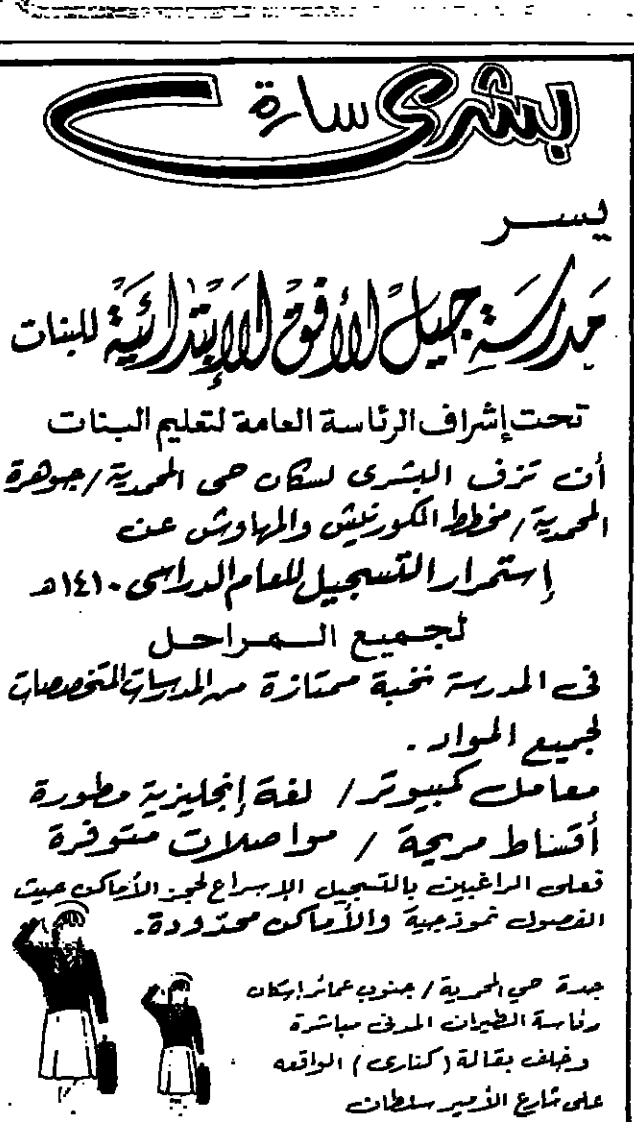 بشرى سارة
يسر
مدرسة جيل الأفق الإبتدائية للبنات
تحت إشراف الرئاسة العامة لتعليم البنات
أن تزف البشرى لسكان حي المحمدية / جوهرة
المحمدية / مخطط الكورنيش والمهاوش عن
إستمرار التسجيل للعام الدراسى ١٤١٠هـ
لجميع المراحل
فى المدرسة نخبة ممتازة من المدرسات المتخصصات
لجميع المواد .
معامل كمبيوتر / لغة إنجليزية مطورة
أقساط مريحة / مواصلات متوفرة
فعلى الراغبين بالتسجيل الإسراع لحجز الأماكن حيث
الفصول نموذجية والأماكن محدودة .
جدة حي المحمدية / جنوب عمائر إسكان
رئاسة الطيران المدنى مباشرة
وخلف بقالة ( كنارى ) الواقعه
على شارع الأمير سلطان